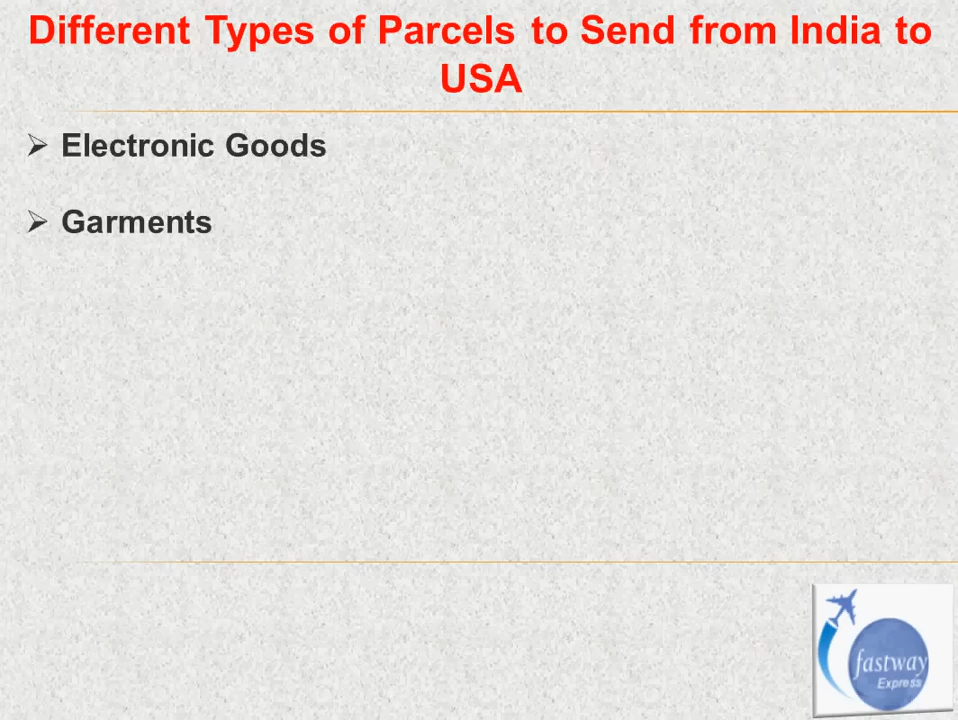 Different Types of Parcels to Send from India to
USA
Electronic Goods
Garments
fastway
Express